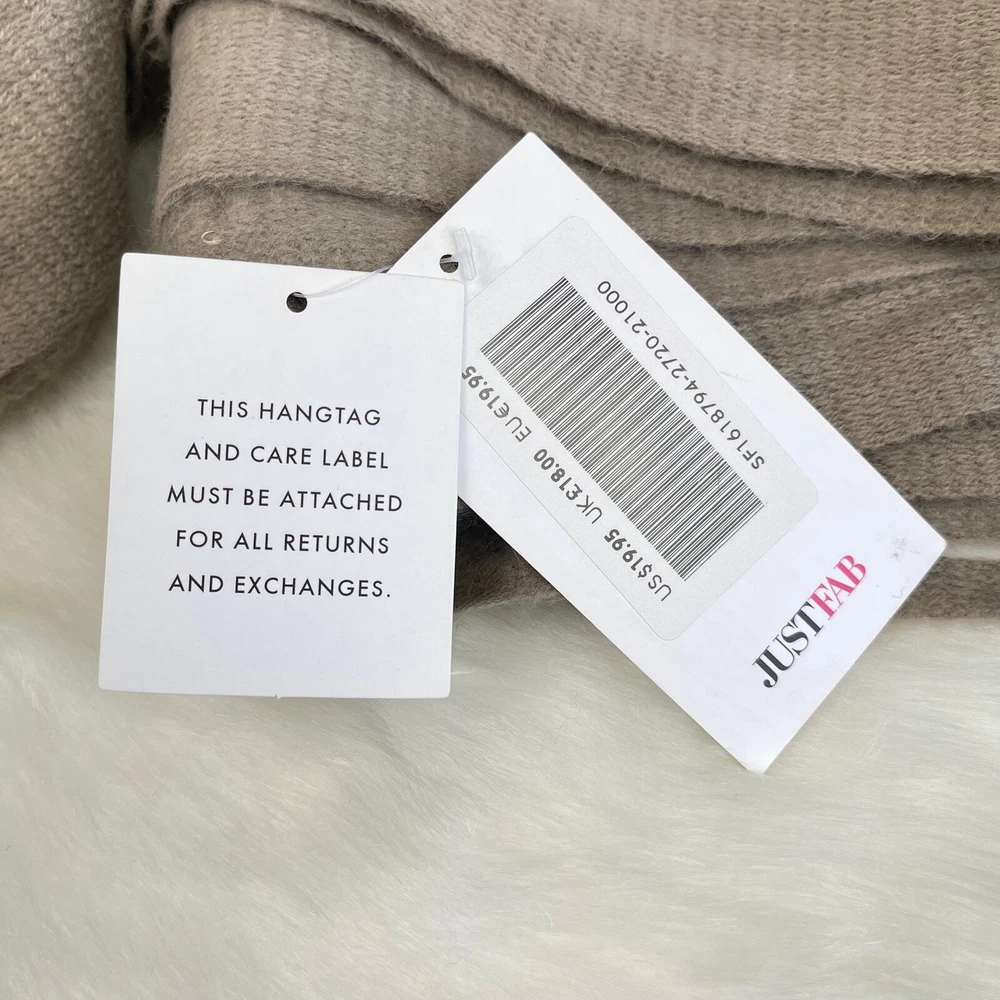 THIS HANGTAG
AND CARE LABEL
MUST BE ATTACHED
FOR ALL RETURNS
AND EXCHANGES.
SF1618794-2720-21000
US$19.95 UK£18.00 EU€19.95
JUSTFAB